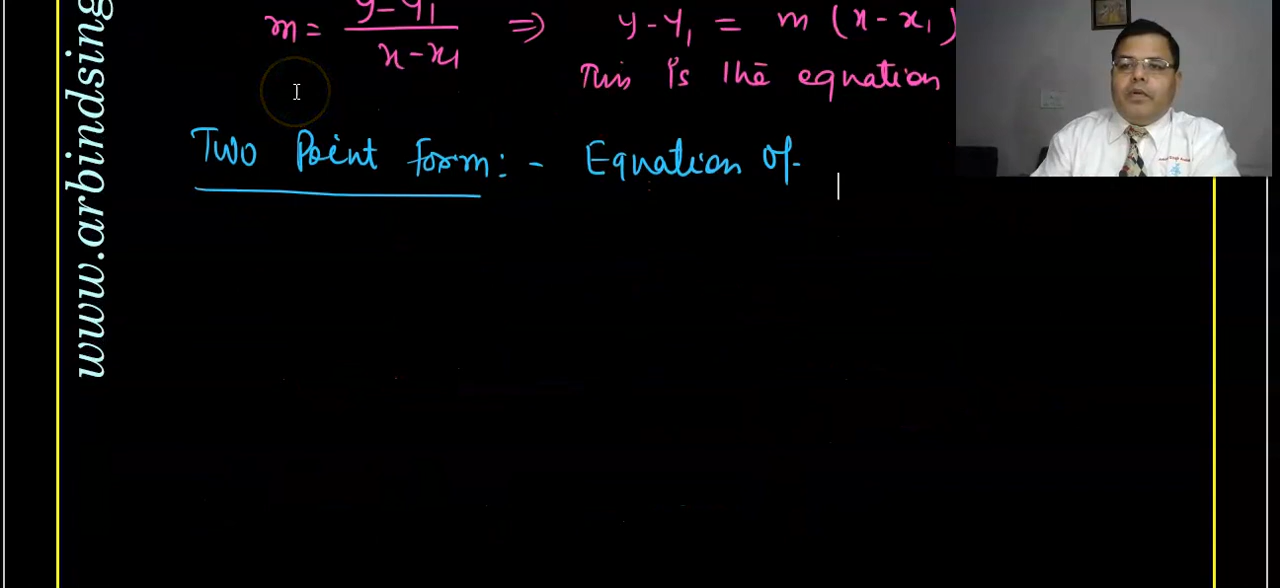 m = y-y₁ / x-x₁ ⇒ y-y₁ = m (x-x₁)
This is the equation
Two Point form:- Equation Of
www.arbindsing